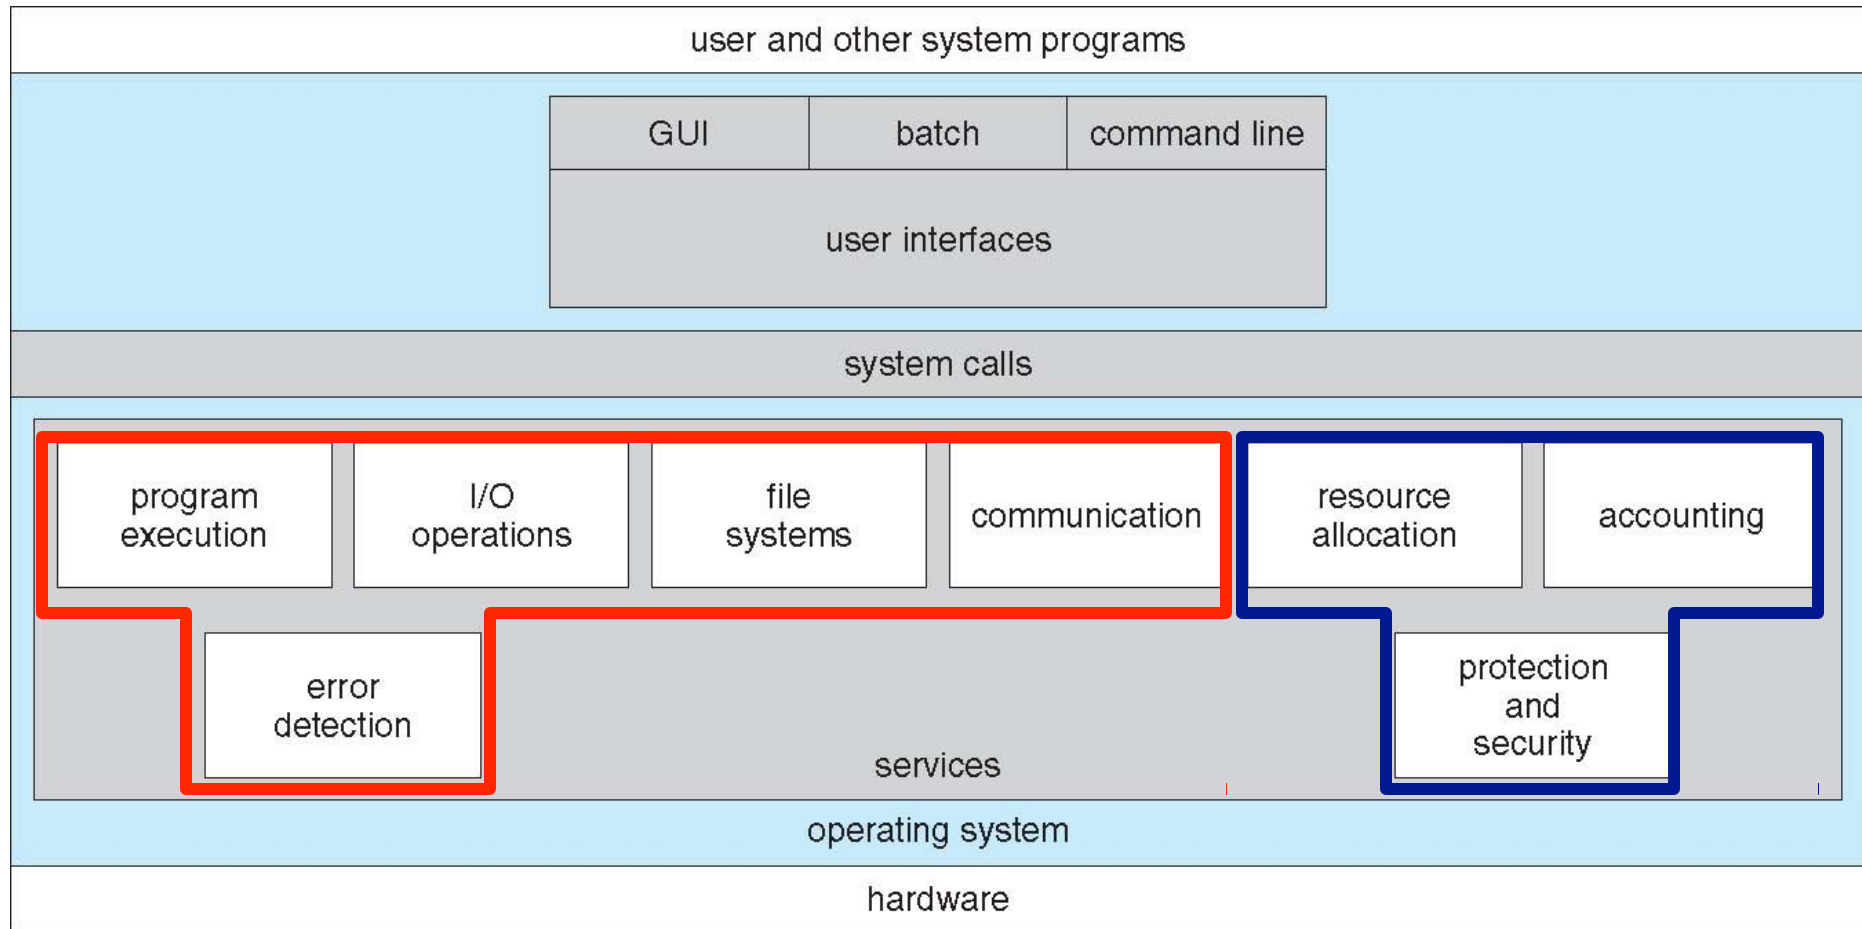 user and other system programs
GUI
batch
command line
user interfaces
system calls
program
execution
I/O
operations
file
systems
communication
resource
allocation
accounting
error
detection
protection
and
security
services
operating system
hardware